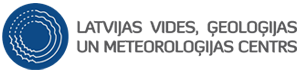 LATVIJAS VIDES, ĢEOLOĢIJAS
UN METEOROLOĢIJAS CENTRS